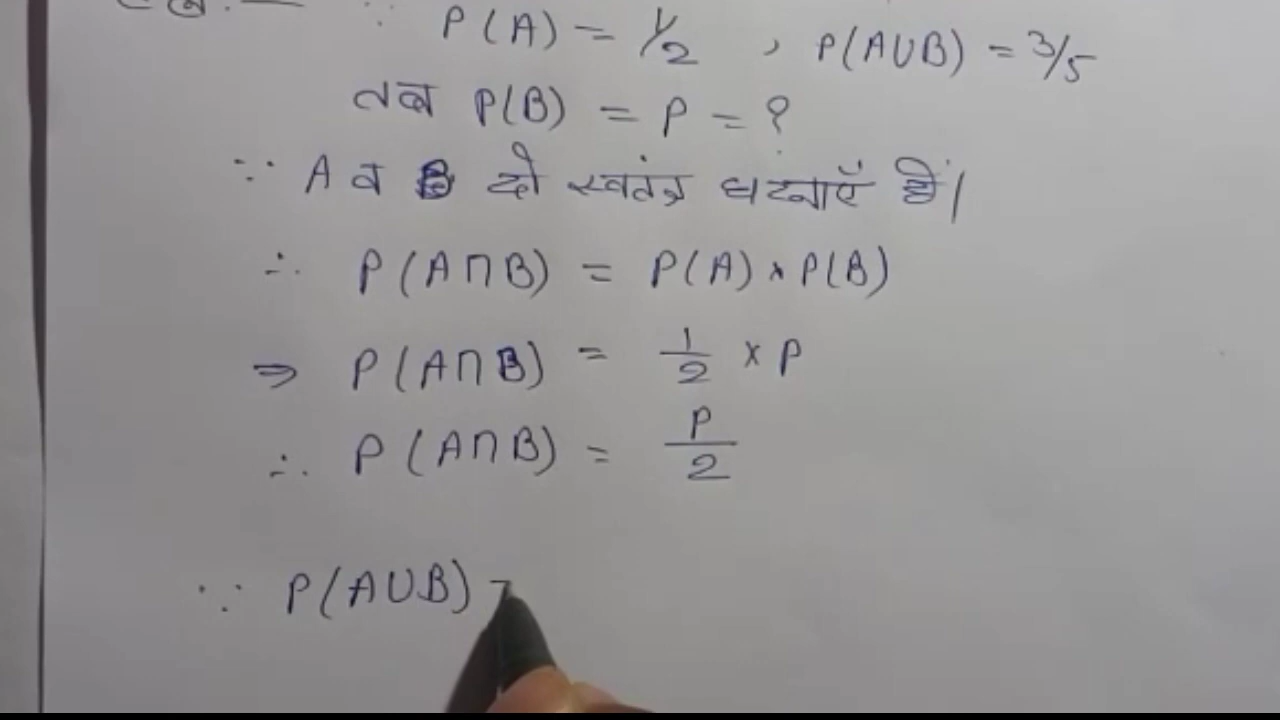 ∵ P(A) = 1/2 , P(A∪B) = 3/5
तब P(B) = P = ?
∵ A व B दो स्वतंत्र घटनाएँ हैं।
∴ P(A∩B) = P(A) × P(B)
⇒ P(A∩B) = 1/2 × P
∴ P(A∩B) = P/2
∵ P(A∪B) =